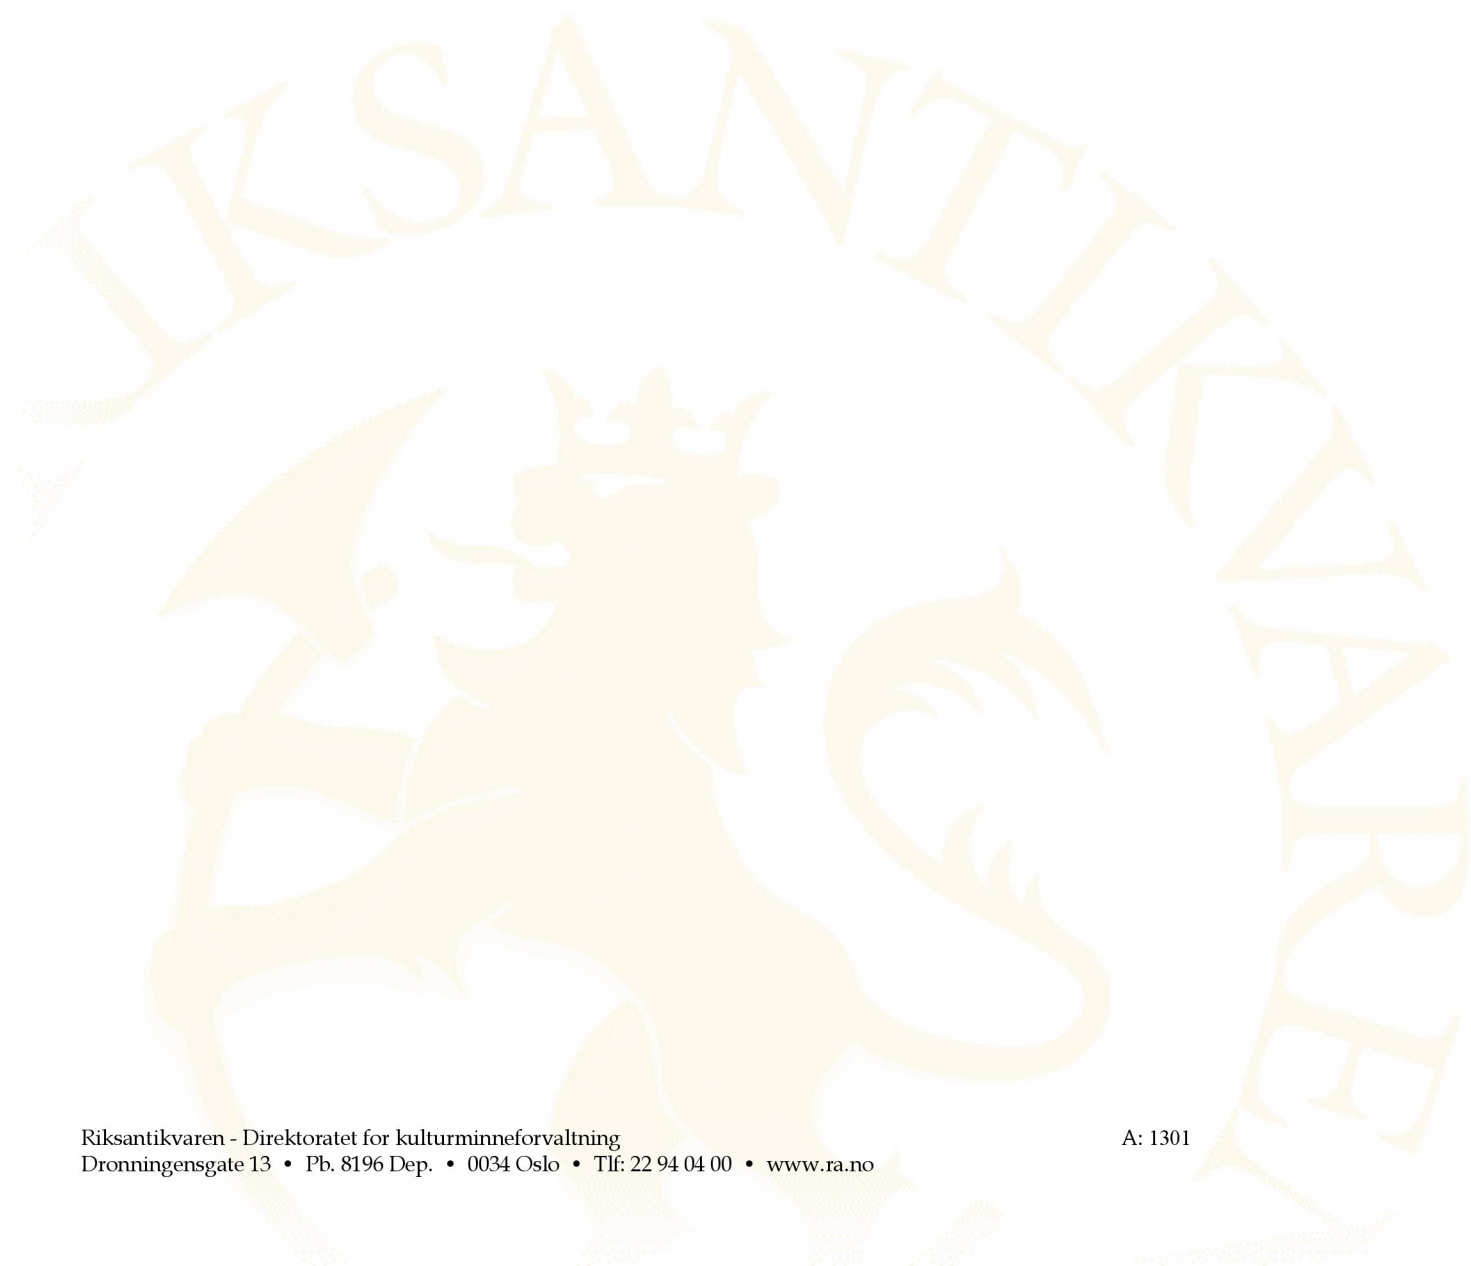 RIKSANTIKVAREN
Riksantikvaren - Direktoratet for kulturminneforvaltning
A: 1301
Dronningensgate 13 • Pb. 8196 Dep. • 0034 Oslo • Tlf: 22 94 04 00 • www.ra.no